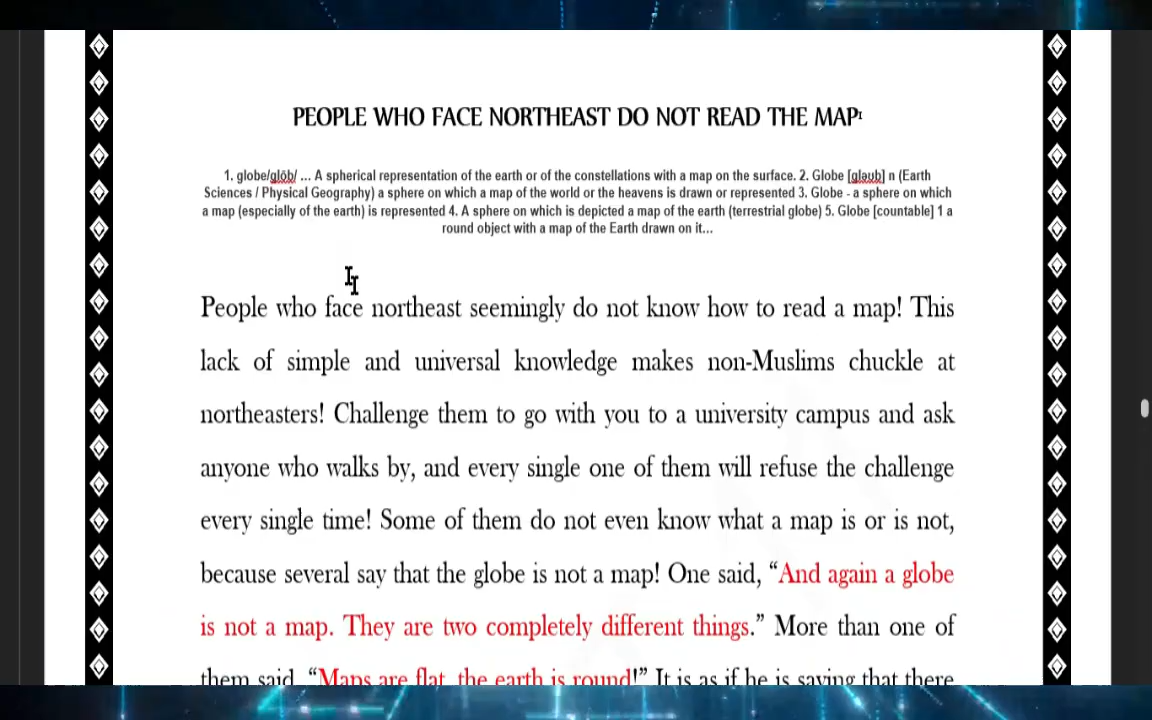 PEOPLE WHO FACE NORTHEAST DO NOT READ THE MAP¹
1. globe/glōb/ ... A spherical representation of the earth or of the constellations with a map on the surface. 2. Globe [gləub] n (Earth
Sciences / Physical Geography) a sphere on which a map of the world or the heavens is drawn or represented 3. Globe - a sphere on which
a map (especially of the earth) is represented 4. A sphere on which is depicted a map of the earth (terrestrial globe) 5. Globe [countable] 1 a
round object with a map of the Earth drawn on it...
People who face northeast seemingly do not know how to read a map! This
lack of simple and universal knowledge makes non-Muslims chuckle at
northeasters! Challenge them to go with you to a university campus and ask
anyone who walks by, and every single one of them will refuse the challenge
every single time! Some of them do not even know what a map is or is not,
because several say that the globe is not a map! One said, “And again a globe
is not a map. They are two completely different things.” More than one of
them said, “Maps are flat, the earth is round!” It is as if he is saying that there